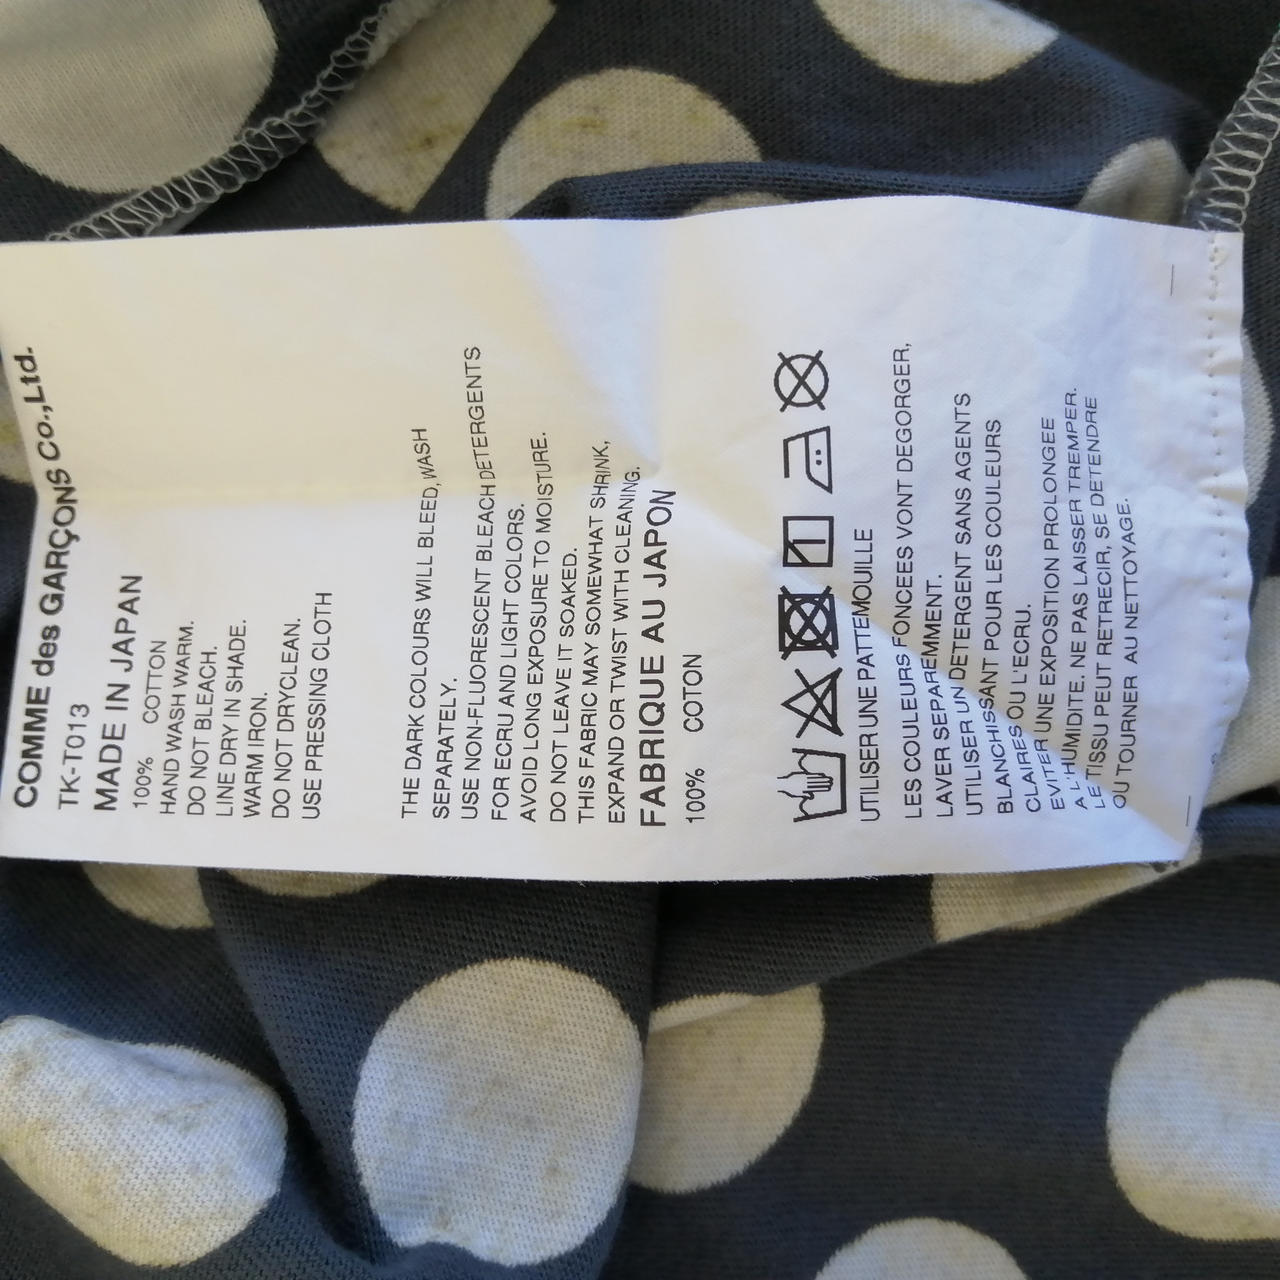 COMME des GARÇONS Co.,Ltd.
TK-T013
MADE IN JAPAN
100% COTTON
HAND WASH WARM.
DO NOT BLEACH.
LINE DRY IN SHADE.
WARM IRON.
DO NOT DRYCLEAN.
USE PRESSING CLOTH
THE DARK COLOURS WILL BLEED,WASH
SEPARATELY.
USE NON-FLUORESCENT BLEACH DETERGENTS
FOR ECRU AND LIGHT COLORS.
AVOID LONG EXPOSURE TO MOISTURE.
DO NOT LEAVE IT SOAKED.
THIS FABRIC MAY SOMEWHAT SHRINK,
EXPAND OR TWIST WITH CLEANING.
FABRIQUE AU JAPON
100% COTON
UTILISER UNE PATTEMOUILLE
LES COULEURS FONCEES VONT DEGORGER,
LAVER SEPAREMMENT.
UTILISER UN DETERGENT SANS AGENTS
BLANCHISSANT POUR LES COULEURS
CLAIRES OU L'ECRU.
EVITER UNE EXPOSITION PROLONGEE
A L'HUMIDITE. NE PAS LAISSER TREMPER.
LE TISSU PEUT RETRECIR, SE DETENDRE
OU TOURNER AU NETTOYAGE.